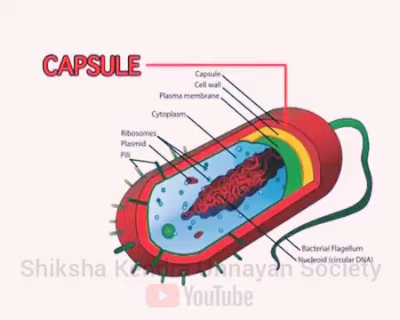 CAPSULE
Capsule
Cell wall
Plasma membrane
Cytoplasm
Ribosomes
Plasmid
Pili
Bacterial Flagellum
Nucleoid (circular DNA)
Shiksha Kendra Unnayan Society
YouTube